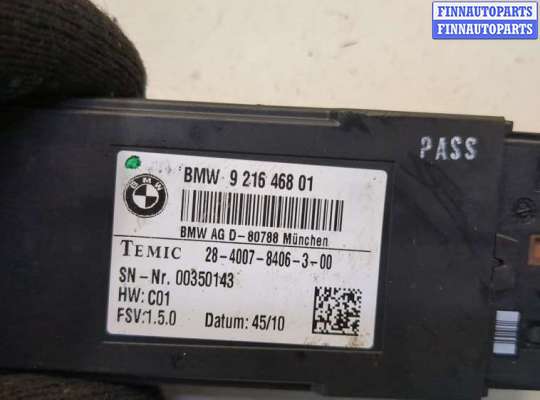 FINNAUTOPARTS
FINNAUTOPARTS
PASS
BMW
BMW 9 216 468 01
BMW AG D-80788 München
TEMIC 28-4007-8406-3-00
SN-Nr. 00350143
HW: C01
FSV:1.5.0 Datum: 45/10